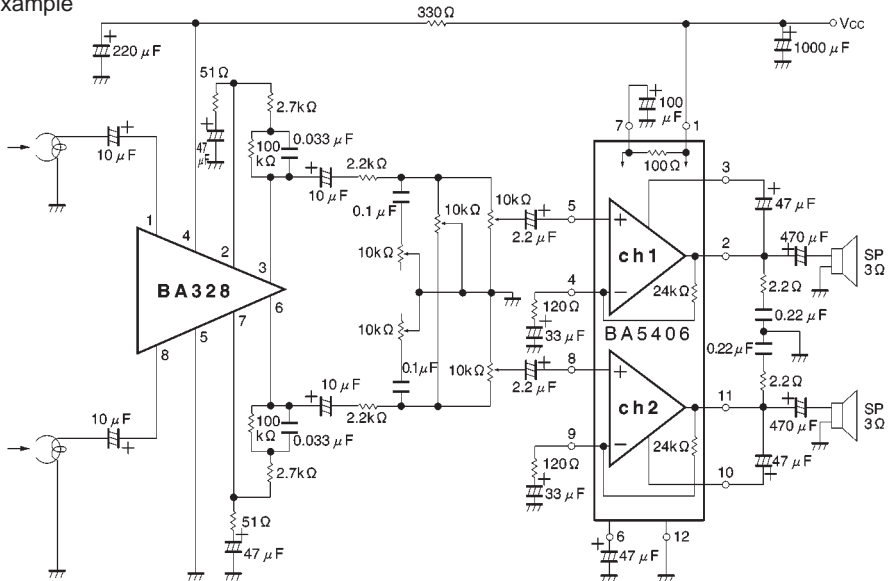 xample
330Ω
Vcc
220 μF
1000 μF
51Ω
2.7kΩ
47 μF
100 kΩ
0.033 μF
10 μF
10 μF
2.2kΩ
0.1 μF
10kΩ
10kΩ
10kΩ
2.2 μF
100 μF
7
1
100Ω
3
47 μF
5
ch1
2
470 μF
SP 3Ω
24kΩ
2.2Ω
0.22 μF
4
120Ω
33 μF
BA5406
1
4
2
3
BA328
6
7
5
8
10kΩ
0.1μF
10kΩ
8
2.2 μF
0.22μF
2.2Ω
ch2
11
470 μF
SP 3Ω
24kΩ
9
120Ω
33 μF
10
47 μF
10 μF
10 μF
2.2kΩ
100 kΩ
0.033 μF
2.7kΩ
51Ω
47 μF
6
12
47 μF